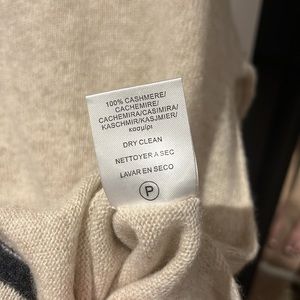 100% CASHMERE/
CACHEMIRE/
CACHEMIRA/CASIMIRA/
KASCHMIR/KASJMIER/
κασμίρι
DRY CLEAN
NETTOYER A SEC
LAVAR EN SECO
P